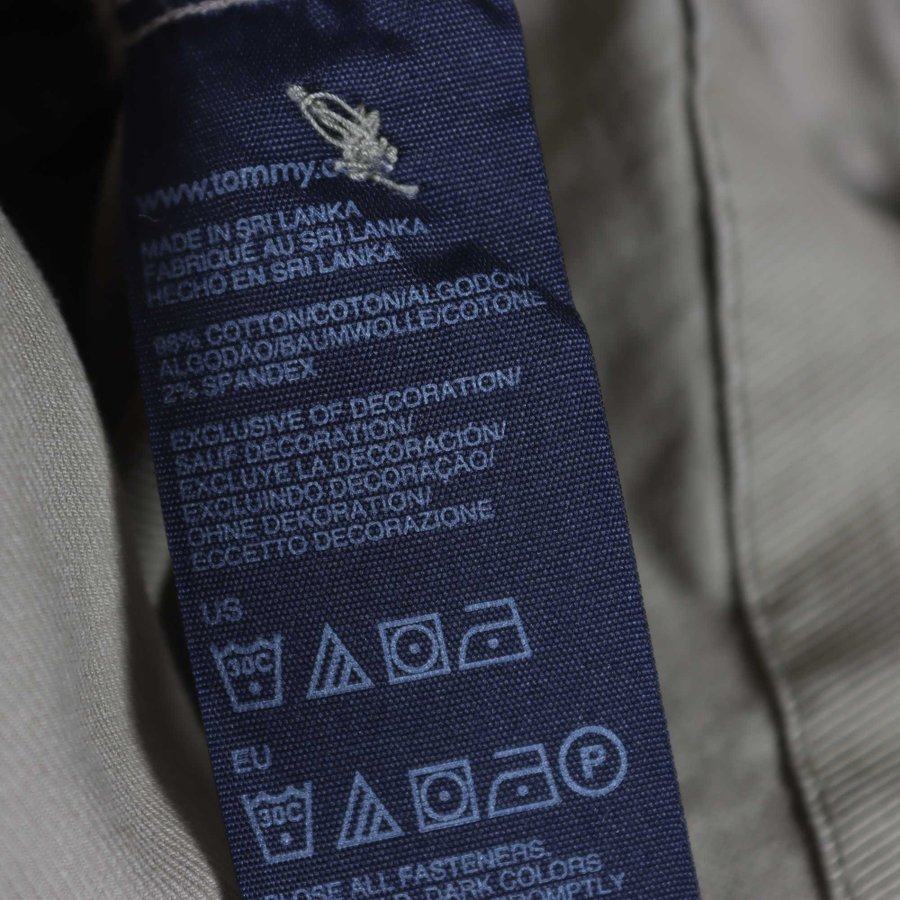 www.tommy.c
MADE IN SRI LANKA
FABRIQUÉ AU SRI LANKA
HECHO EN SRI LANKA
98% COTTON/COTON/ALGODÓN/
ALGODÃO/BAUMWOLLE/COTONE
2% SPANDEX
EXCLUSIVE OF DECORATION/
SAUF DÉCORATION/
EXCLUYE LA DECORACIÓN/
EXCLUINDO DECORAÇÃO/
OHNE DEKORATION/
ECCETTO DECORAZIONE
US
30C
EU
30C P
CLOSE ALL FASTENERS.
DARK COLORS
PROMPTLY